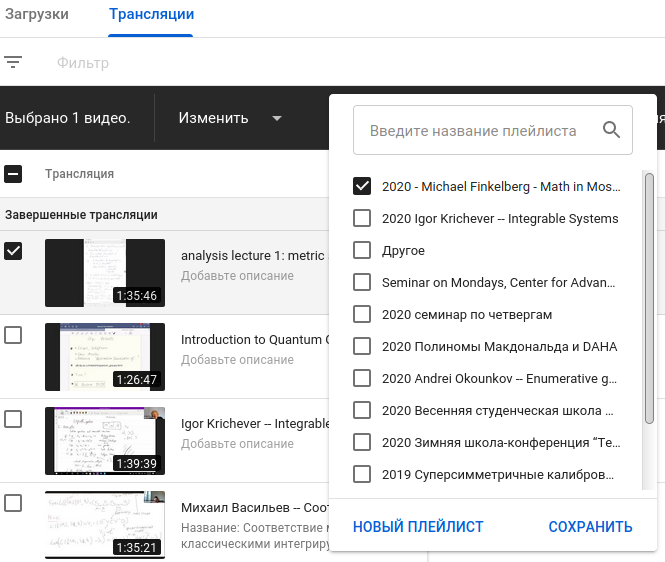 Загрузки Трансляции
Фильтр
Выбрано 1 видео. Изменить
Введите название плейлиста
Трансляция
2020 - Michael Finkelberg - Math in Mos...
Завершенные трансляции
2020 Igor Krichever -- Integrable Systems
analysis lecture 1: metric
Другое
Добавьте описание
1:35:46
Seminar on Mondays, Center for Advan...
2020 семинар по четвергам
Introduction to Quantum
2020 Полиномы Макдональда и DAHA
Добавьте описание
1:26:47
2020 Andrei Okounkov -- Enumerative g...
2020 Весенняя студенческая школа ...
Igor Krichever -- Integrable
Добавьте описание
2020 Зимняя школа-конференция “Те...
1:39:39
2019 Суперсимметричные калибров...
Михаил Васильев -- Соот
Название: Соответствие м
НОВЫЙ ПЛЕЙЛИСТ СОХРАНИТЬ
классическими интегриру
1:35:21